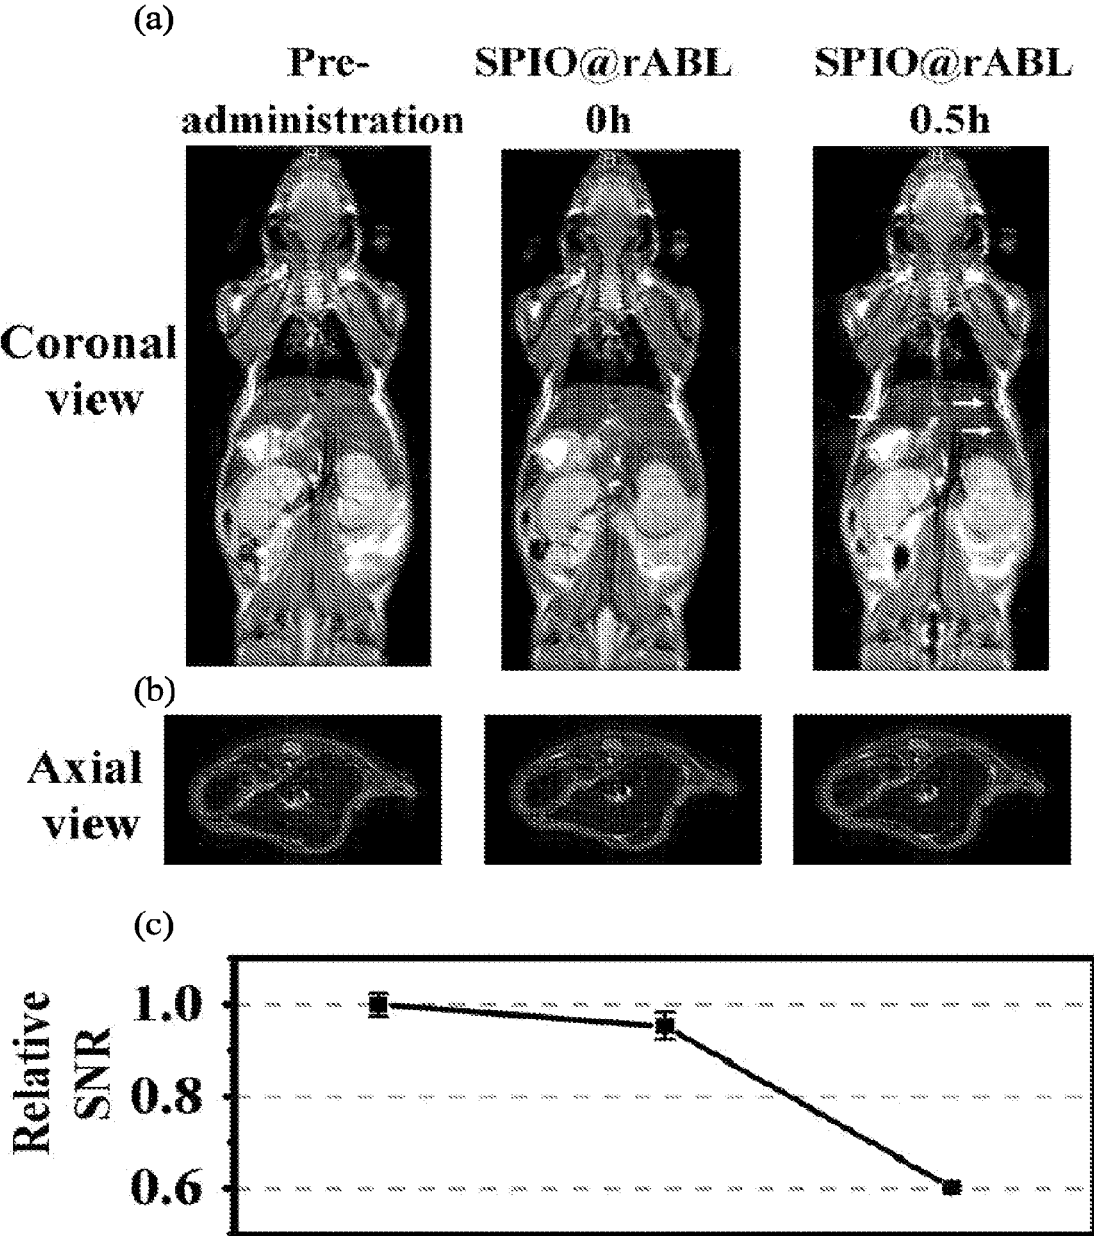 (a)
Pre-administration
SPIO@rABL
0h
SPIO@rABL
0.5h
Coronal
view
(b)
Axial
view
(c)
Relative
SNR
1.0
0.8
0.6